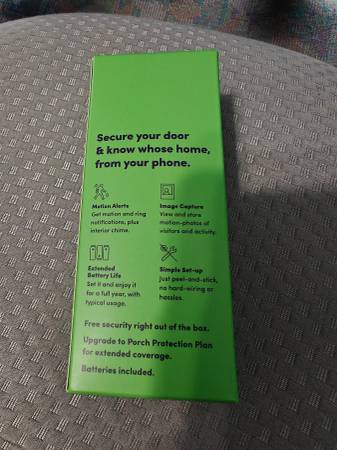 Secure your door
& know whose home,
from your phone.
Motion Alerts
Get motion and ring
notifications, plus
interior chime.
Image Capture
View and store
motion-photos of
visitors and activity.
Extended
Battery Life
Set it and enjoy it
for a full year, with
typical usage.
Simple Set-up
Just peel-and-stick,
no hard-wiring or
hassles.
Free security right out of the box.
Upgrade to Porch Protection Plan
for extended coverage.
Batteries included.